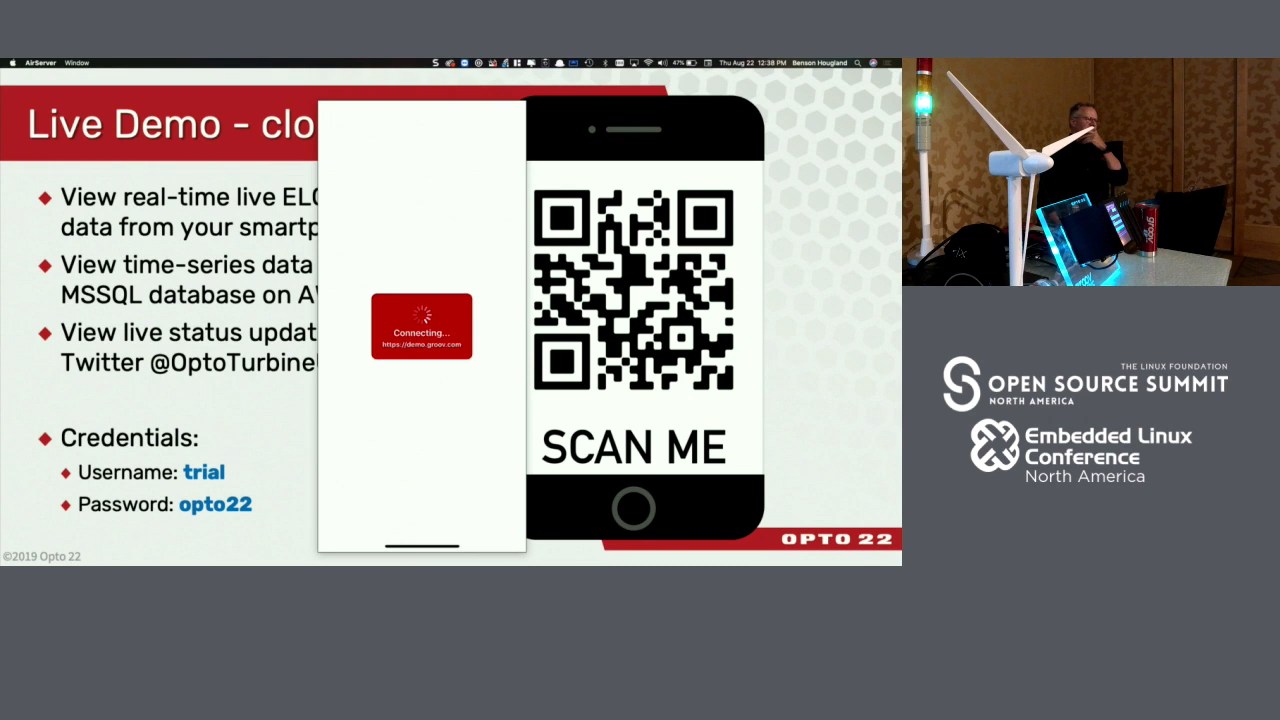 AirServer Window
47% Thu Aug 22 12:38 PM Benson Hougland
Live Demo - clo
View real-time live ELC
data from your smartp
View time-series data
MSSQL database on A
View live status updat
Twitter @OptoTurbine
Credentials:
Username: trial
Password: opto22
©2019 Opto 22
Connecting...
https://demo.groov.com
SCAN ME
OPTO 22
groov
THE LINUX FOUNDATION
OPEN SOURCE SUMMIT
NORTH AMERICA
Embedded Linux
Conference
North America